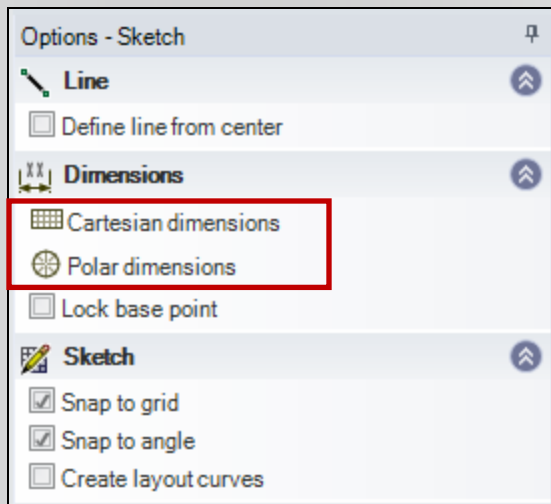 Options - Sketch
Line
Define line from center
XX
Dimensions
Cartesian dimensions
Polar dimensions
Lock base point
Sketch
Snap to grid
Snap to angle
Create layout curves